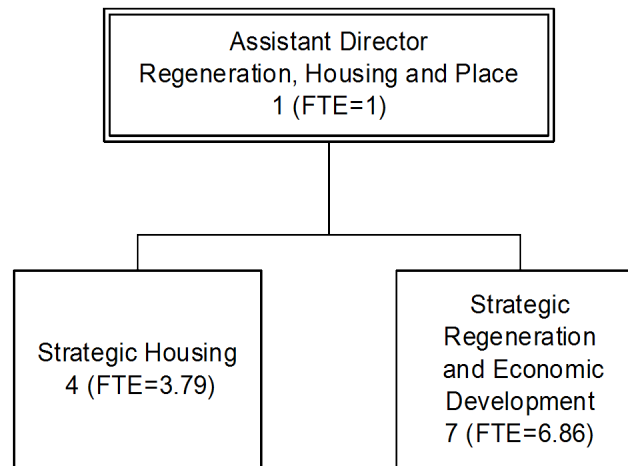 Assistant Director
Regeneration, Housing and Place
1 (FTE=1)
Strategic Housing
4 (FTE=3.79)
Strategic
Regeneration
and Economic
Development
7 (FTE=6.86)